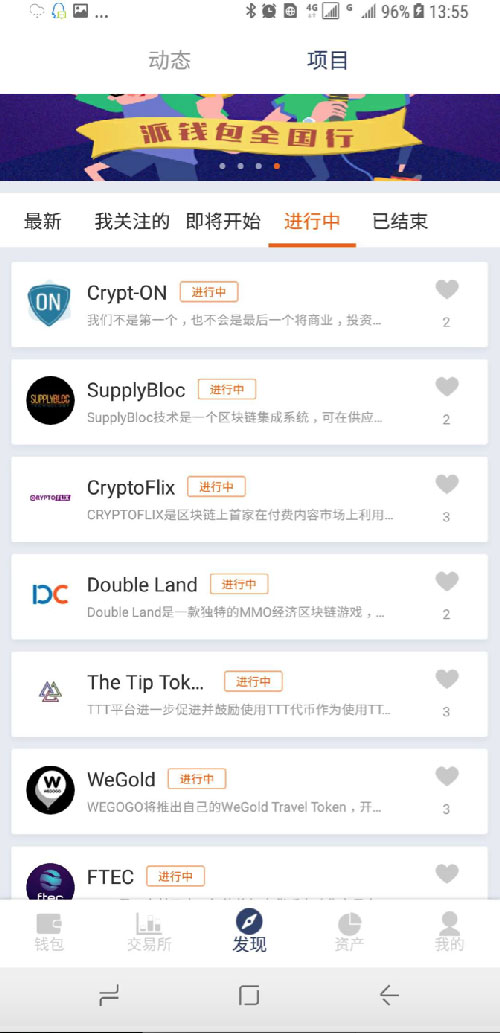 ... 4G G 96% 13:55
动态 项目
派钱包全国行
最新 我关注的 即将开始 进行中 已结束
ON
Crypt-ON 进行中
我们不是第一个，也不会是最后一个将商业，投资...
2
SUPPLYBLOC
SupplyBloc 进行中
SupplyBloc技术是一个区块链集成系统，可在供应...
2
CRYPTOFLIX
CryptoFlix 进行中
CRYPTOFLIX是区块链上首家在付费内容市场上利用...
3
DC
Double Land 进行中
Double Land是一款独特的MMO经济区块链游戏，...
2
The Tip Tok... 进行中
TTT平台进一步促进并鼓励使用TTT代币作为使用TT...
3
W
WEGOGO
WeGold 进行中
WEGOGO将推出自己的WeGold Travel Token，开...
3
ftec
FTEC 进行中
钱包 交易所 发现 资产 我的